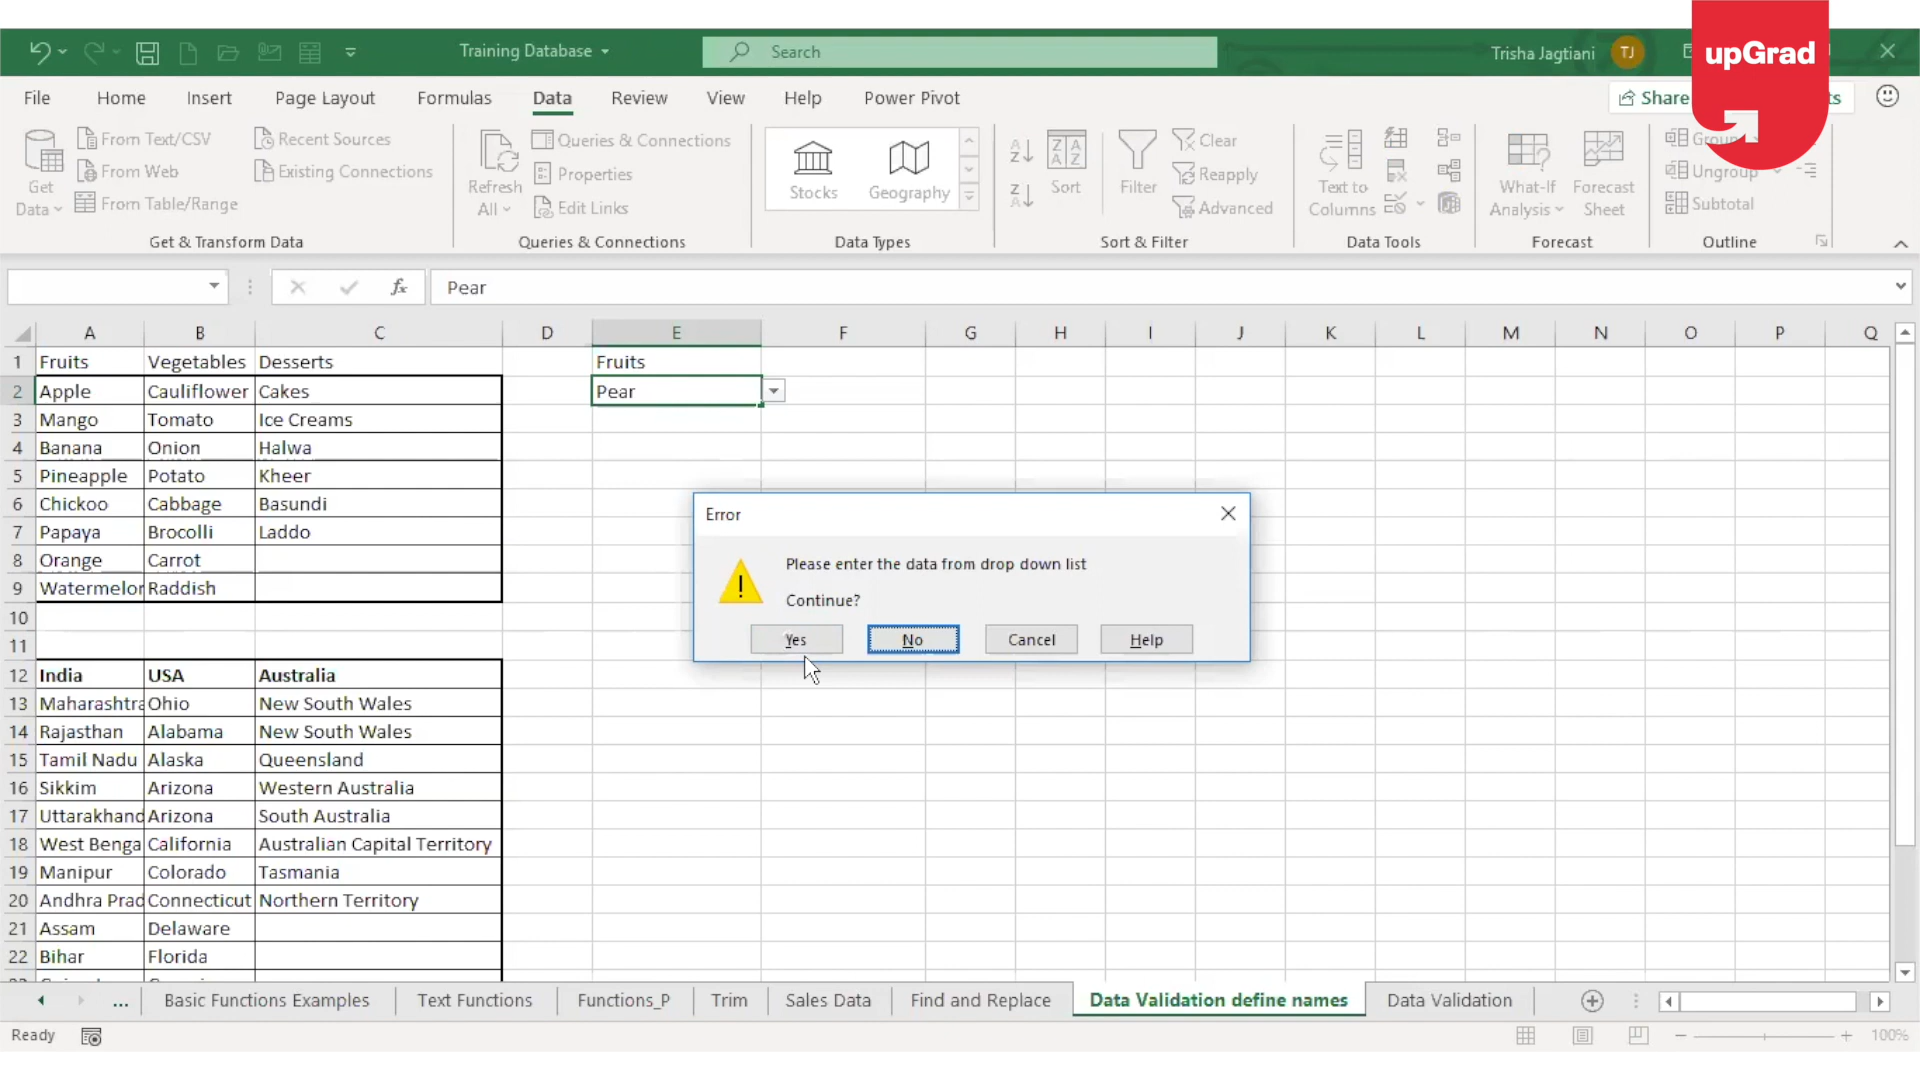 Training Database
Search
Trisha Jagtiani
TJ
upGrad
File
Home
Insert
Page Layout
Formulas
Data
Review
View
Help
Power Pivot
Share
ts
Get
Data
From Text/CSV
From Web
From Table/Range
Recent Sources
Existing Connections
Get & Transform Data
Refresh
All
Queries & Connections
Properties
Edit Links
Queries & Connections
Stocks
Geography
Data Types
Sort
Filter
Clear
Reapply
Advanced
Sort & Filter
Text to
Columns
Data Tools
What-If
Analysis
Forecast
Sheet
Forecast
Group
Ungroup
Subtotal
Outline
fx
Pear
A B C D E F G H I J K L M N O P Q
1 Fruits Vegetables Desserts Fruits
2 Apple Cauliflower Cakes Pear
3 Mango Tomato Ice Creams
4 Banana Onion Halwa
5 Pineapple Potato Kheer
6 Chickoo Cabbage Basundi
7 Papaya Brocolli Laddo
8 Orange Carrot
9 Watermelor Raddish
10
11
12 India USA Australia
13 Maharashtra Ohio New South Wales
14 Rajasthan Alabama New South Wales
15 Tamil Nadu Alaska Queensland
16 Sikkim Arizona Western Australia
17 Uttarakhand Arizona South Australia
18 West Benga California Australian Capital Territory
19 Manipur Colorado Tasmania
20 Andhra Prad Connecticut Northern Territory
21 Assam Delaware
22 Bihar Florida
Error
Please enter the data from drop down list
Continue?
Yes
No
Cancel
Help
...
Basic Functions Examples
Text Functions
Functions_P
Trim
Sales Data
Find and Replace
Data Validation define names
Data Validation
Ready
100%